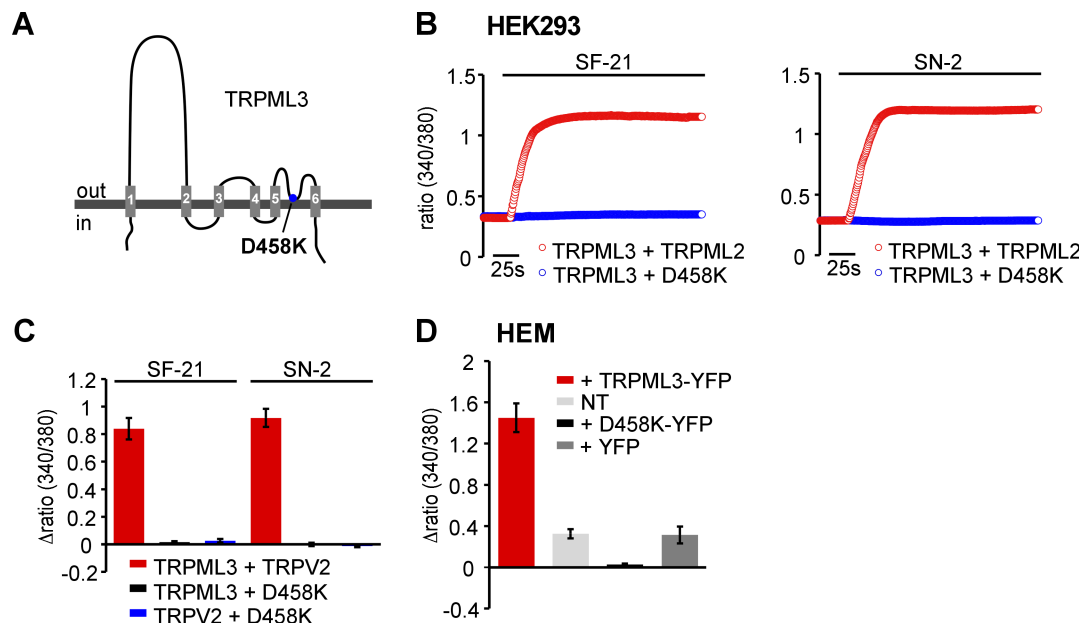 A
TRPML3
out
in
1
2
3
4
5
6
D458K
B
HEK293
SF-21
ratio (340/380)
1.5
1
0.5
0
25s
TRPML3 + TRPML2
TRPML3 + D458K
SN-2
1.5
1
0.5
0
25s
TRPML3 + TRPML2
TRPML3 + D458K
C
SF-21
SN-2
Δratio (340/380)
1.2
1
0.8
0.6
0.4
0.2
0
-0.2
TRPML3 + TRPV2
TRPML3 + D458K
TRPV2 + D458K
D
HEM
Δratio (340/380)
2
1.6
1.2
0.8
0.4
0
-0.4
+ TRPML3-YFP
NT
+ D458K-YFP
+ YFP